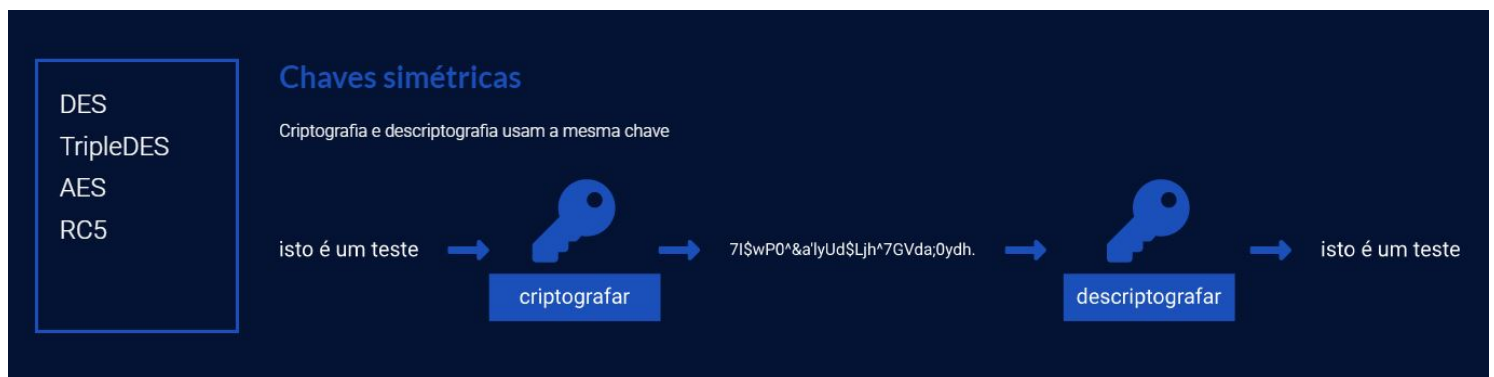 DES
TripleDES
AES
RC5
Chaves simétricas
Criptografia e descriptografia usam a mesma chave
isto é um teste
criptografar
7I$wP0^&a'lyUd$Ljh^7GVda;0ydh.
descriptografar
isto é um teste